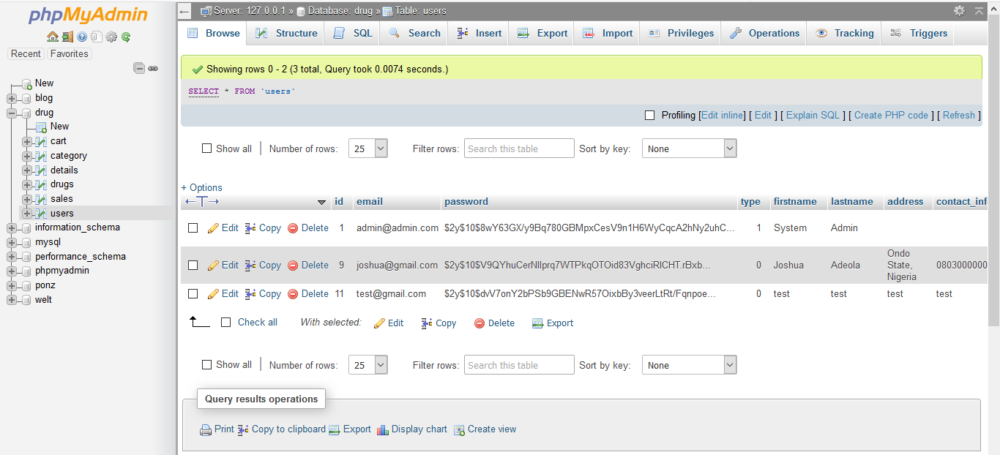 phpMyAdmin
Recent Favorites
New
blog
drug
New
cart
category
details
drugs
sales
users
information_schema
mysql
performance_schema
phpmyadmin
ponz
welt
Server: 127.0.0.1 » Database: drug » Table: users
Browse Structure SQL Search Insert Export Import Privileges Operations Tracking Triggers
Showing rows 0 - 2 (3 total, Query took 0.0074 seconds.)
SELECT * FROM `users`
Profiling [Edit inline] [ Edit ] [ Explain SQL ] [ Create PHP code ] [ Refresh ]
Show all Number of rows: 25 Filter rows: Search this table Sort by key: None
+ Options
←T→ id email password type firstname lastname address contact_inf
Edit Copy Delete 1 admin@admin.com $2y$10$8wY63GX/y9Bq780GBMpxCesV9n1H6WyCqcA2hNy2uhC... 1 System Admin
Edit Copy Delete 9 joshua@gmail.com $2y$10$V9QYhuCerNllprq7WTPkqOTOid83VghciRlCHT.rBxb... 0 Joshua Adeola Ondo State, Nigeria 0803000000
Edit Copy Delete 11 test@gmail.com $2y$10$dvV7onY2bPSb9GBENwR57OixbBy3veerLtRt/Fqnpoe... 0 test test test test
Check all With selected: Edit Copy Delete Export
Show all Number of rows: 25 Filter rows: Search this table Sort by key: None
Query results operations
Print Copy to clipboard Export Display chart Create view